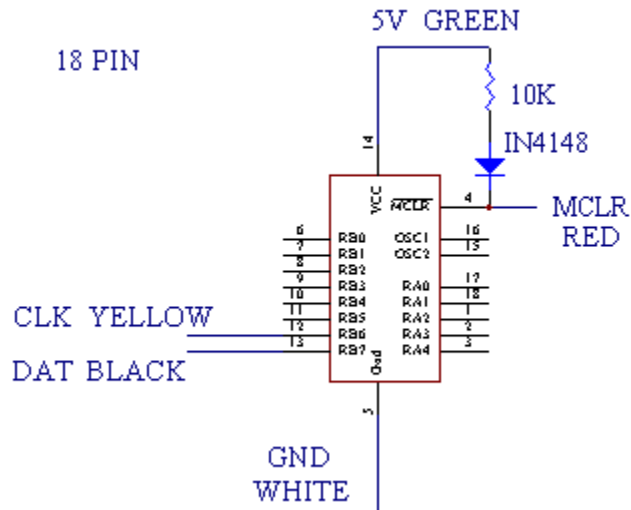 5V GREEN
18 PIN
10K
IN4148
14
VCC
MCLR
4
MCLR
RED
6 RB0
7 RB1
8 RB2
9 RB3
10 RB4
11 RB5
12 RB6
13 RB7
OSC1 16
OSC2 15
RA0 17
RA1 18
RA2 1
RA3 2
RA4 3
CLK YELLOW
DAT BLACK
Gnd
5
GND
WHITE